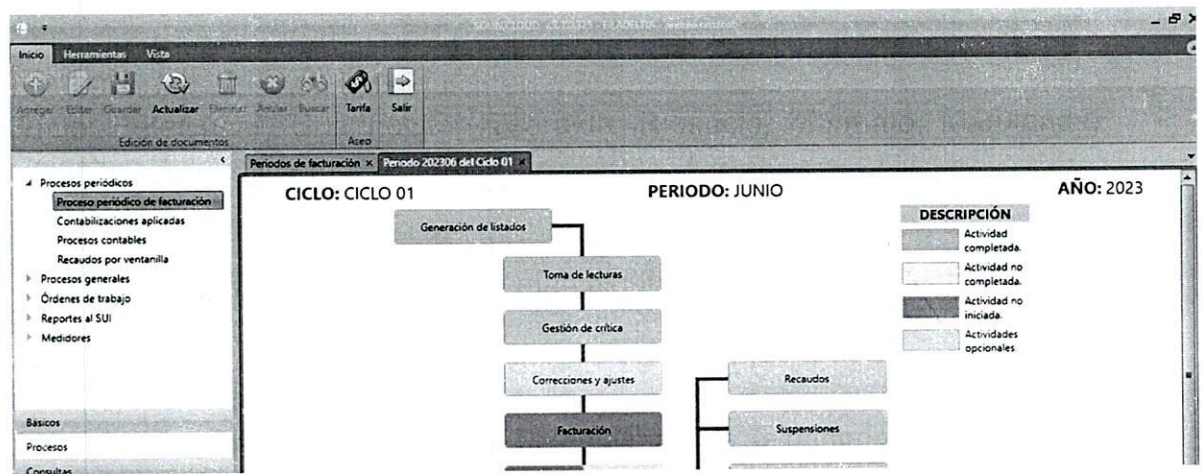 Inicio Herramientas Vista
Agregar Editar Guardar Actualizar Eliminar Anular Buscar Tarifa Salir
Edición de documentos Aseo
Periodos de facturación × Periodo 202306 del Ciclo 01 ×
Procesos periódicos
Proceso periódico de facturación
Contabilizaciones aplicadas
Procesos contables
Recaudos por ventanilla
Procesos generales
Órdenes de trabajo
Reportes al SUI
Medidores
Básicos
Procesos
Consultas
CICLO: CICLO 01 PERIODO: JUNIO AÑO: 2023
Generación de listados
Toma de lecturas
Gestión de crítica
Correcciones y ajustes
Facturación
Recaudos
Suspensiones
DESCRIPCIÓN
Actividad
completada.
Actividad no
completada.
Actividad no
iniciada.
Actividades
opcionales.